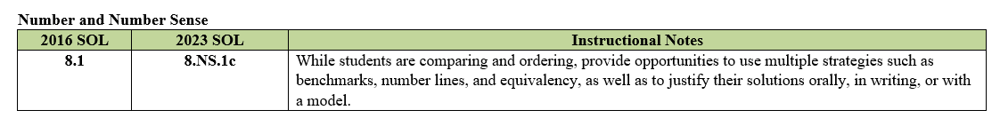 Number and Number Sense
2016 SOL 2023 SOL Instructional Notes
8.1 8.NS.1c While students are comparing and ordering, provide opportunities to use multiple strategies such as
benchmarks, number lines, and equivalency, as well as to justify their solutions orally, in writing, or with
a model.